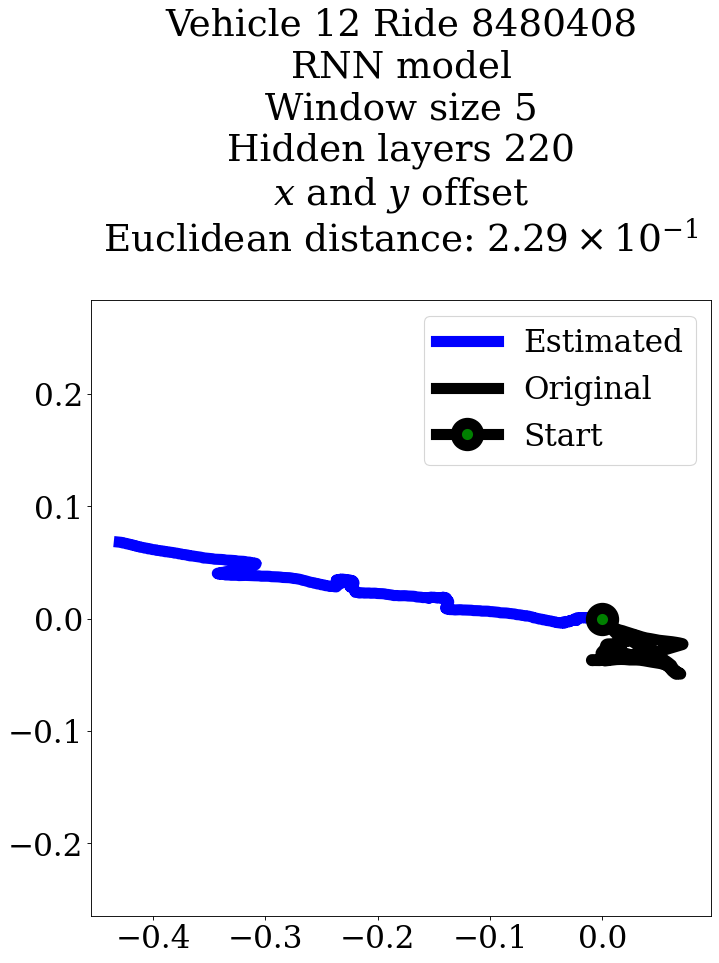 Vehicle 12 Ride 8480408
RNN model
Window size 5
Hidden layers 220
x and y offset
Euclidean distance: 2.29 × 10⁻¹
Estimated
Original
Start
0.2
0.1
0.0
−0.1
−0.2
−0.4 −0.3 −0.2 −0.1 0.0